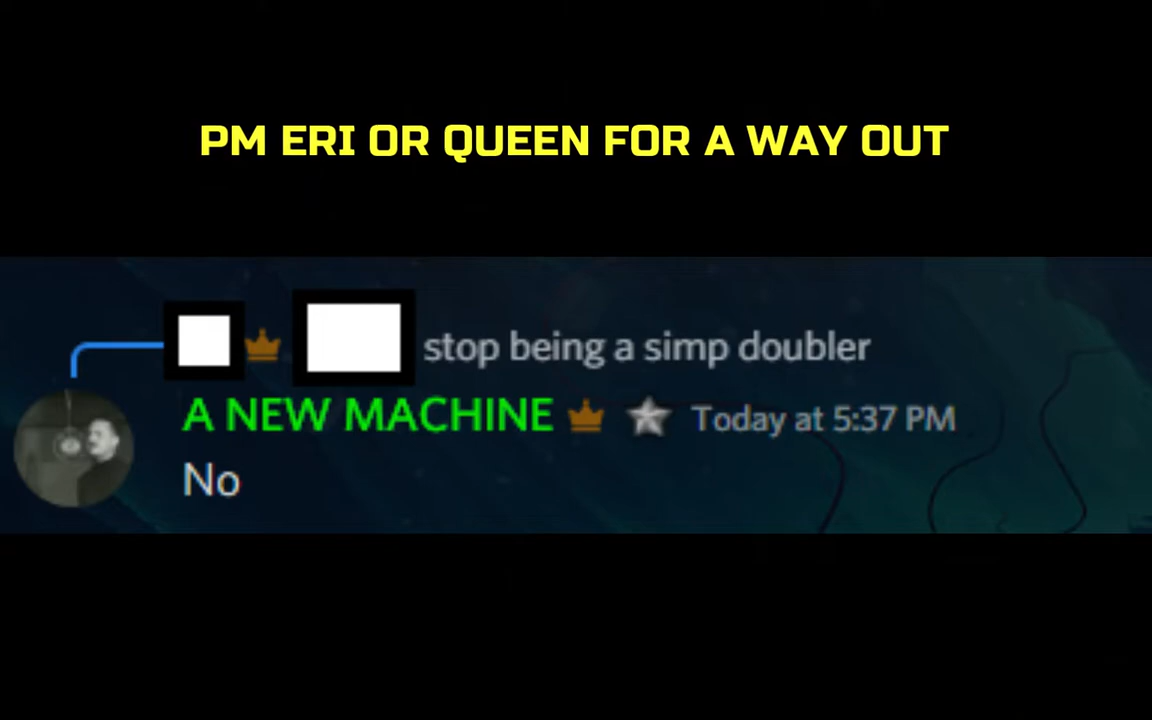 PM ERI OR QUEEN FOR A WAY OUT
stop being a simp doubler
A NEW MACHINE Today at 5:37 PM
No